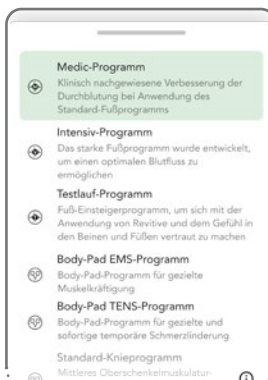 Medic-Programm
Klinisch nachgewiesene Verbesserung der
Durchblutung bei Anwendung des
Standard-Fußprogramms
Intensiv-Programm
Das starke Fußprogramm wurde entwickelt,
um einen optimalen Blutfluss zu
ermöglichen
Testlauf-Programm
Fuß-Einsteigerprogramm, um sich mit der
Anwendung von Revitive und dem Gefühl in
den Beinen und Füßen vertraut zu machen
Body-Pad EMS-Programm
Body-Pad-Programm für gezielte
Muskelkräftigung
Body-Pad TENS-Programm
Body-Pad-Programm für gezielte und
sofortige temporäre Schmerzlinderung
Standard-Knieprogramm
Mittleres Oberschenkelmuskulatur-